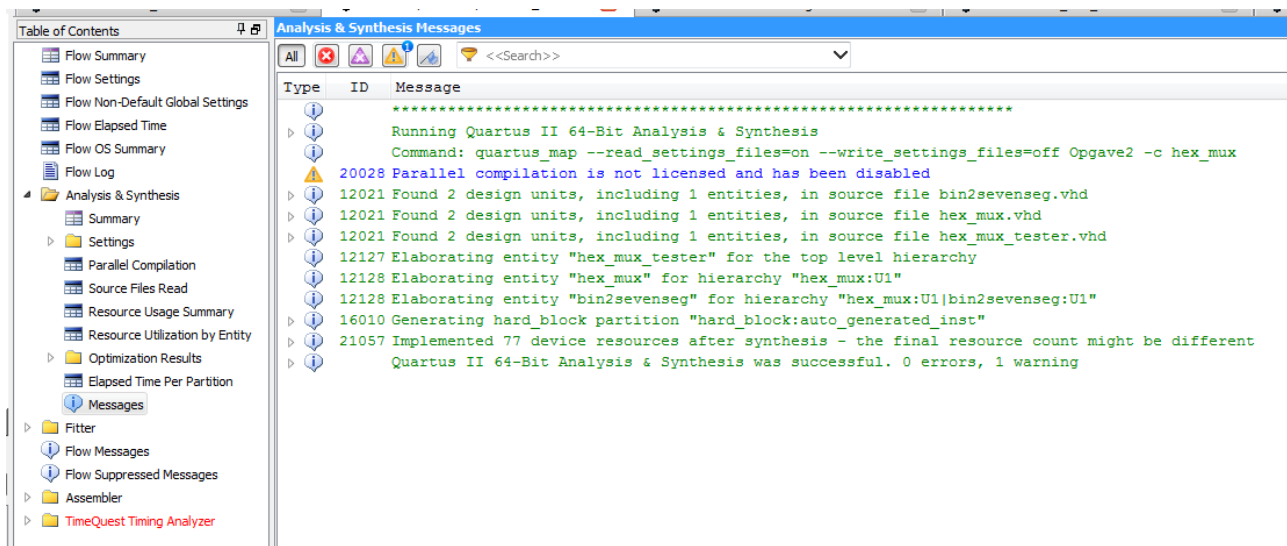 Table of Contents
Flow Summary
Flow Settings
Flow Non-Default Global Settings
Flow Elapsed Time
Flow OS Summary
Flow Log
Analysis & Synthesis
Summary
Settings
Parallel Compilation
Source Files Read
Resource Usage Summary
Resource Utilization by Entity
Optimization Results
Elapsed Time Per Partition
Messages
Fitter
Flow Messages
Flow Suppressed Messages
Assembler
TimeQuest Timing Analyzer
Analysis & Synthesis Messages
All 1 <<Search>>
Type ID Message
*******************************************************************
Running Quartus II 64-Bit Analysis & Synthesis
Command: quartus_map --read_settings_files=on --write_settings_files=off Opgave2 -c hex_mux
20028 Parallel compilation is not licensed and has been disabled
12021 Found 2 design units, including 1 entities, in source file bin2sevenseg.vhd
12021 Found 2 design units, including 1 entities, in source file hex_mux.vhd
12021 Found 2 design units, including 1 entities, in source file hex_mux_tester.vhd
12127 Elaborating entity "hex_mux_tester" for the top level hierarchy
12128 Elaborating entity "hex_mux" for hierarchy "hex_mux:U1"
12128 Elaborating entity "bin2sevenseg" for hierarchy "hex_mux:U1|bin2sevenseg:U1"
16010 Generating hard_block partition "hard_block:auto_generated_inst"
21057 Implemented 77 device resources after synthesis - the final resource count might be different
Quartus II 64-Bit Analysis & Synthesis was successful. 0 errors, 1 warning